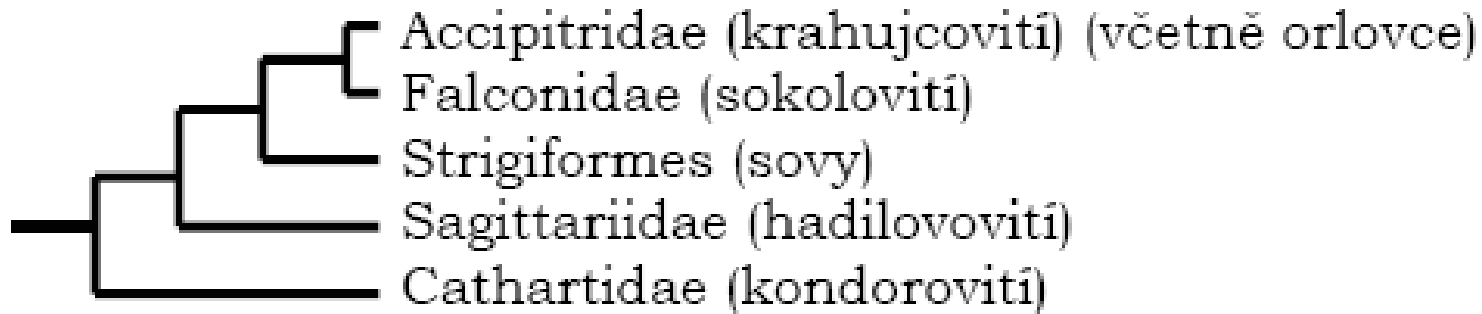 Accipitridae (krahujcovití) (včetně orlovce)
Falconidae (sokolovití)
Strigiformes (sovy)
Sagittariidae (hadilovovití)
Cathartidae (kondorovití)